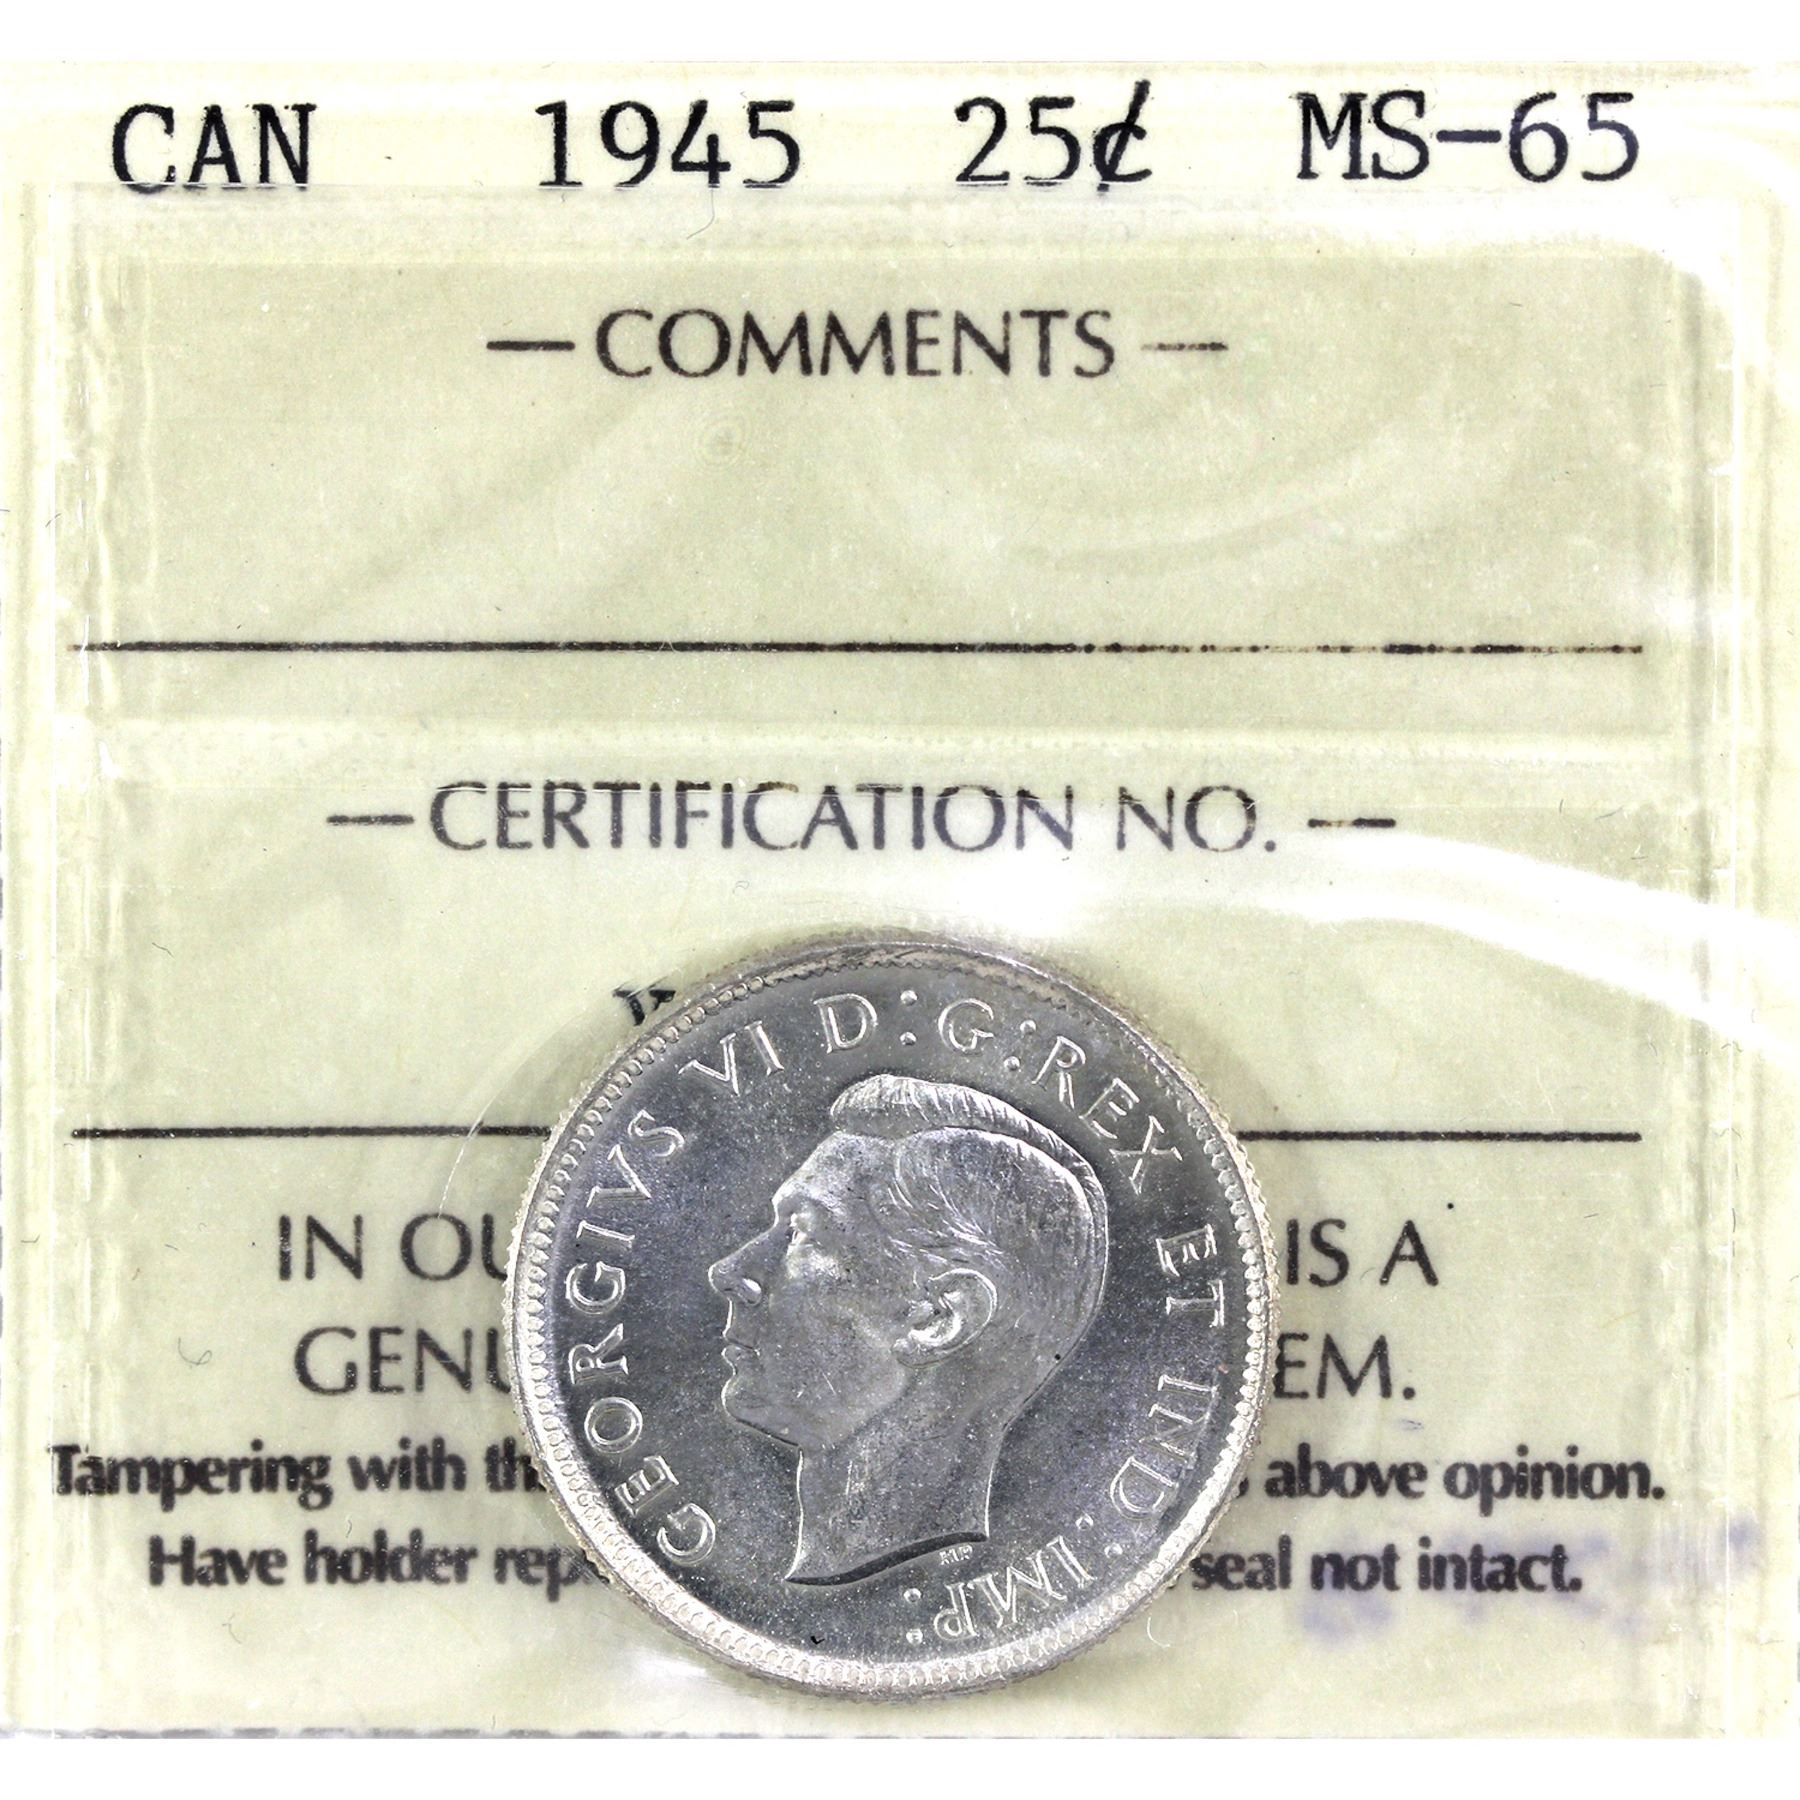 CAN 1945 25¢ MS-65
— COMMENTS —
— CERTIFICATION NO. —
IN OU IS A
GENU EM.
Tampering with th above opinion.
Have holder rep seal not intact.
GEORGIVS VI D:G:REX ET IND:IMP: